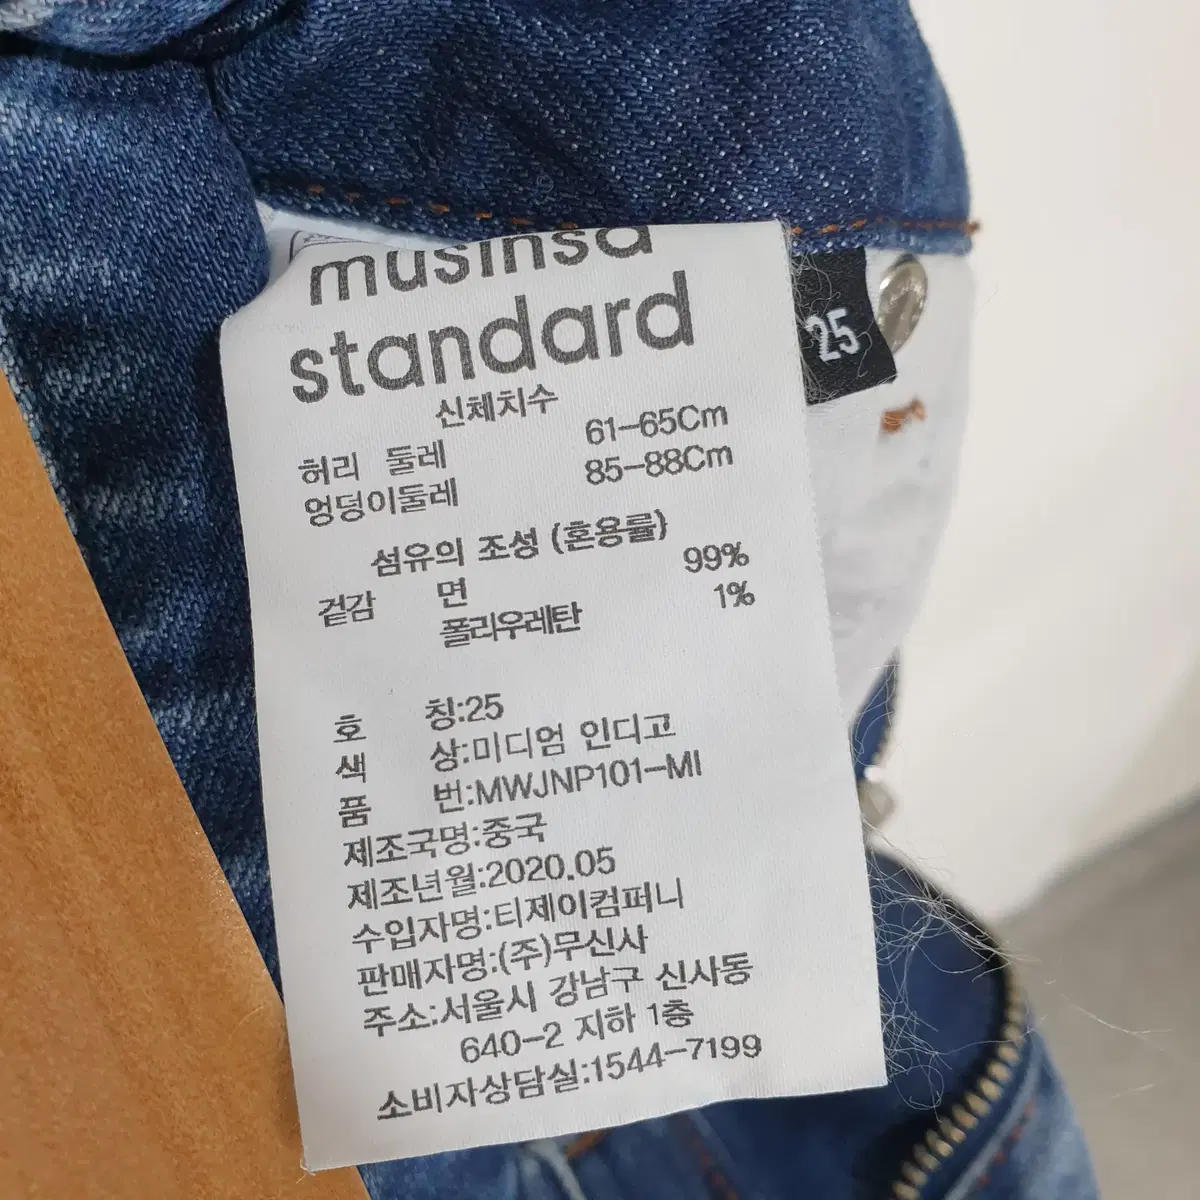 musinsa
standard
25
신체치수
허리 둘레 61-65Cm
엉덩이둘레 85-88Cm
섬유의 조성 (혼용률)
겉감 면 99%
폴리우레탄 1%
호 칭:25
색 상:미디엄 인디고
품 번:MWJNP101-MI
제조국명:중국
제조년월:2020.05
수입자명:티제이컴퍼니
판매자명:(주)무신사
주소:서울시 강남구 신사동
640-2 지하 1층
소비자상담실:1544-7199